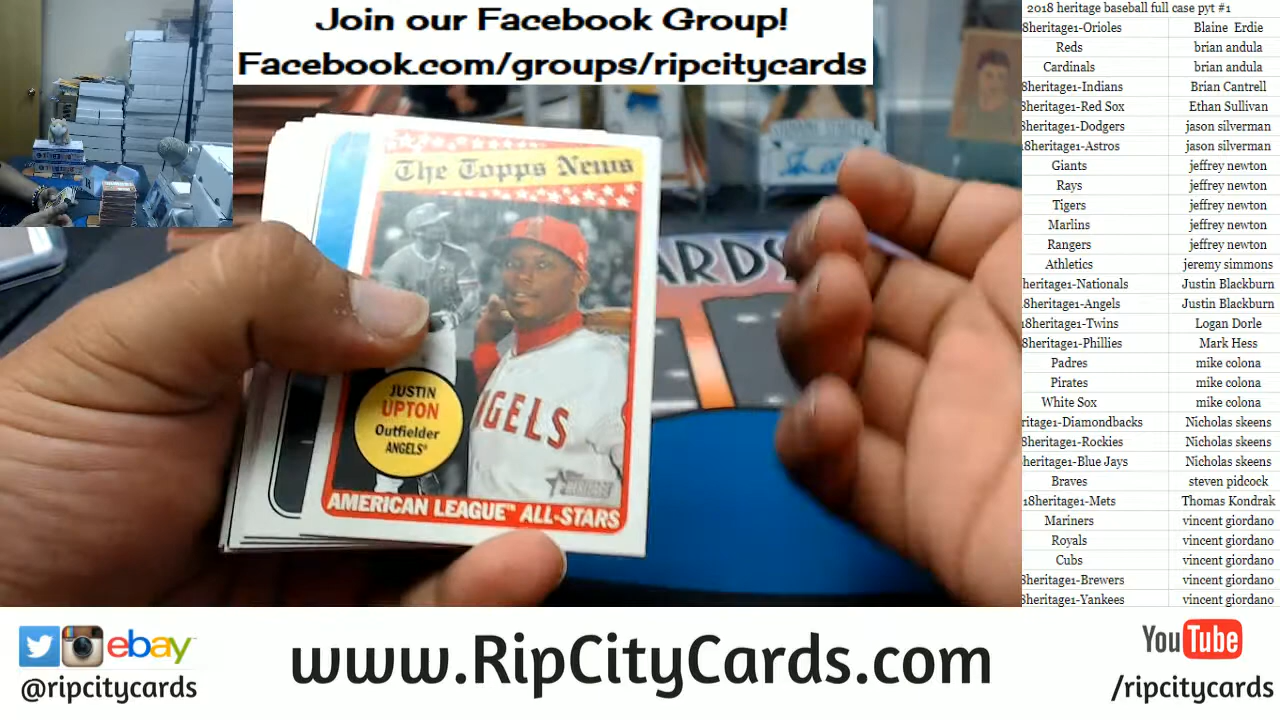 Join our Facebook Group!
Facebook.com/groups/ripcitycards
The Topps News
JUSTIN
UPTON
Outfielder
ANGELS
ANGELS
HERITAGE
AMERICAN LEAGUE™ ALL-STARS
CARDS
2018 heritage baseball full case pyt #1
8heritage1-Orioles Blaine Erdie
Reds brian andula
Cardinals brian andula
8heritage1-Indians Brian Cantrell
8heritage1-Red Sox Ethan Sullivan
8heritage1-Dodgers jason silverman
18heritage1-Astros jason silverman
Giants jeffrey newton
Rays jeffrey newton
Tigers jeffrey newton
Marlins jeffrey newton
Rangers jeffrey newton
Athletics jeremy simmons
heritage1-Nationals Justin Blackburn
18heritage1-Angels Justin Blackburn
18heritage1-Twins Logan Dorle
8heritage1-Phillies Mark Hess
Padres mike colona
Pirates mike colona
White Sox mike colona
ritage1-Diamondbacks Nicholas skeens
8heritage1-Rockies Nicholas skeens
heritage1-Blue Jays Nicholas skeens
Braves steven pidcock
18heritage1-Mets Thomas Kondrak
Mariners vincent giordano
Royals vincent giordano
Cubs vincent giordano
8heritage1-Brewers vincent giordano
8heritage1-Yankees vincent giordano
ebay™
@ripcitycards
www.RipCityCards.com
YouTube
/ripcitycards